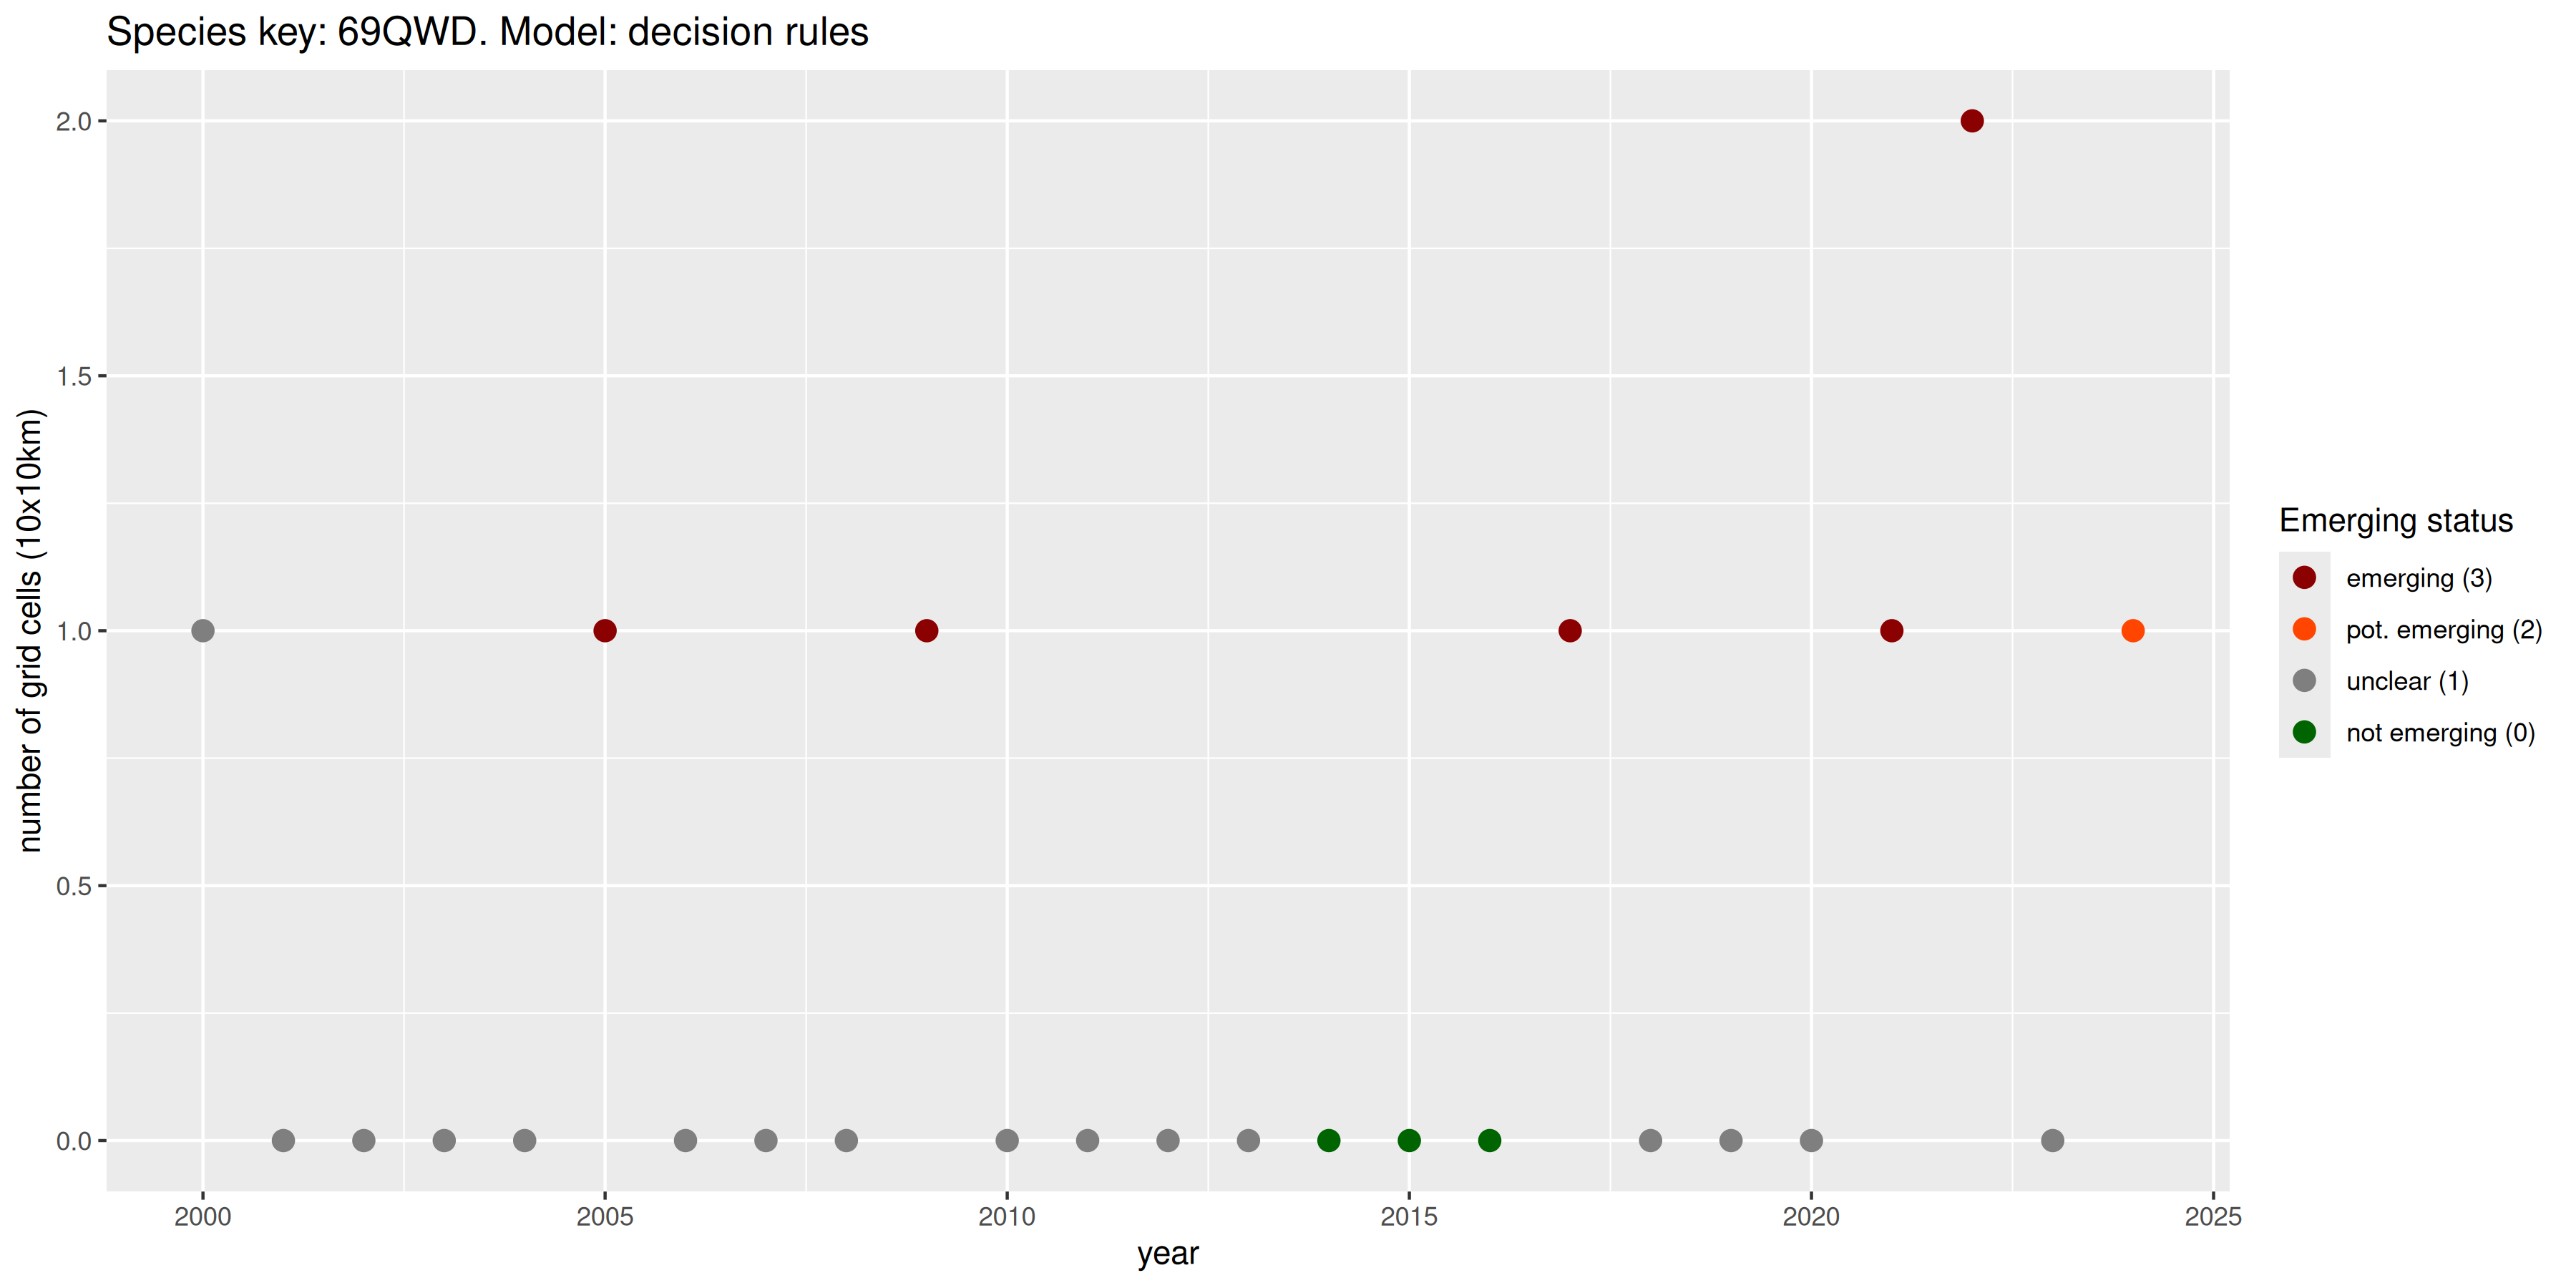 Species key: 69QWD. Model: decision rules
number of grid cells (10x10km)
2.0
1.5
1.0
0.5
0.0
2000 2005 2010 2015 2020 2025
year
Emerging status
emerging (3)
pot. emerging (2)
unclear (1)
not emerging (0)